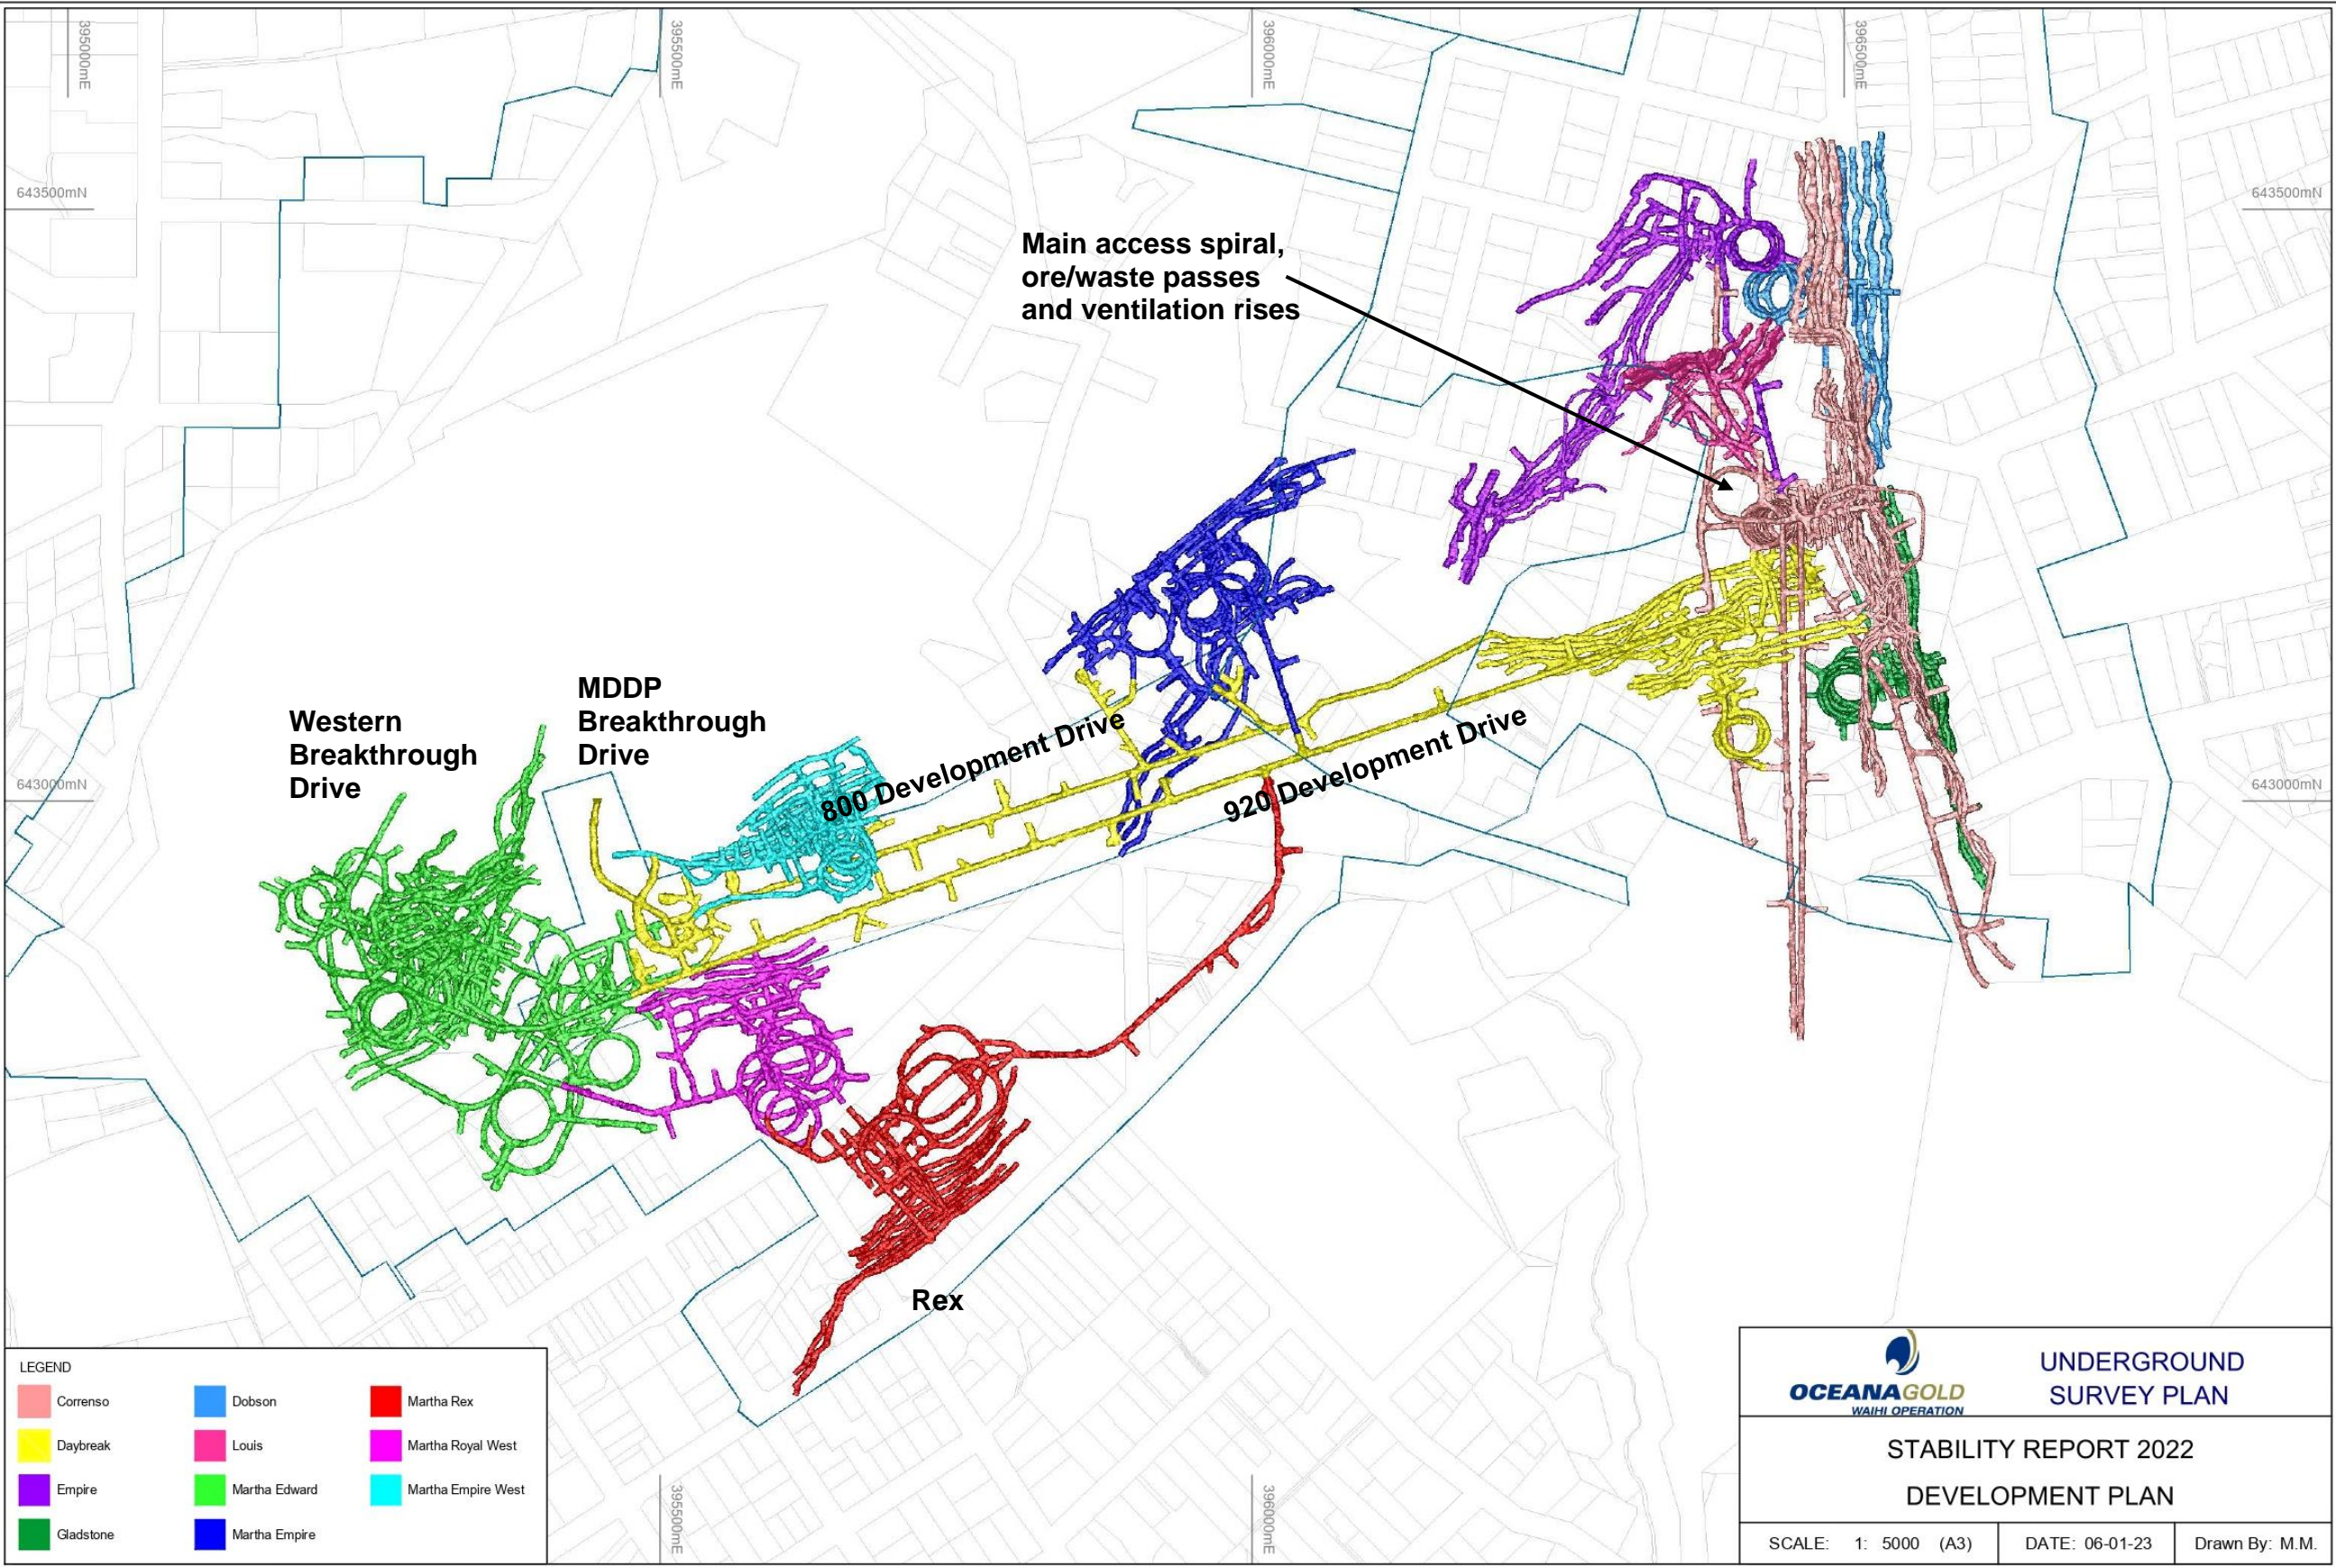 395000mE
395500mE
396000mE
396500mE
643500mN
643500mN
Main access spiral,
ore/waste passes
and ventilation rises
MDDP
Breakthrough
Drive
Western
Breakthrough
Drive
800 Development Drive
920 Development Drive
643000mN
643000mN
Rex
395500mE
396000mE
LEGEND
Correnso
Daybreak
Empire
Gladstone
Dobson
Louis
Martha Edward
Martha Empire
Martha Rex
Martha Royal West
Martha Empire West
OCEANAGOLD
WAIHI OPERATION
UNDERGROUND
SURVEY PLAN
STABILITY REPORT 2022
DEVELOPMENT PLAN
SCALE: 1: 5000 (A3)
DATE: 06-01-23
Drawn By: M.M.